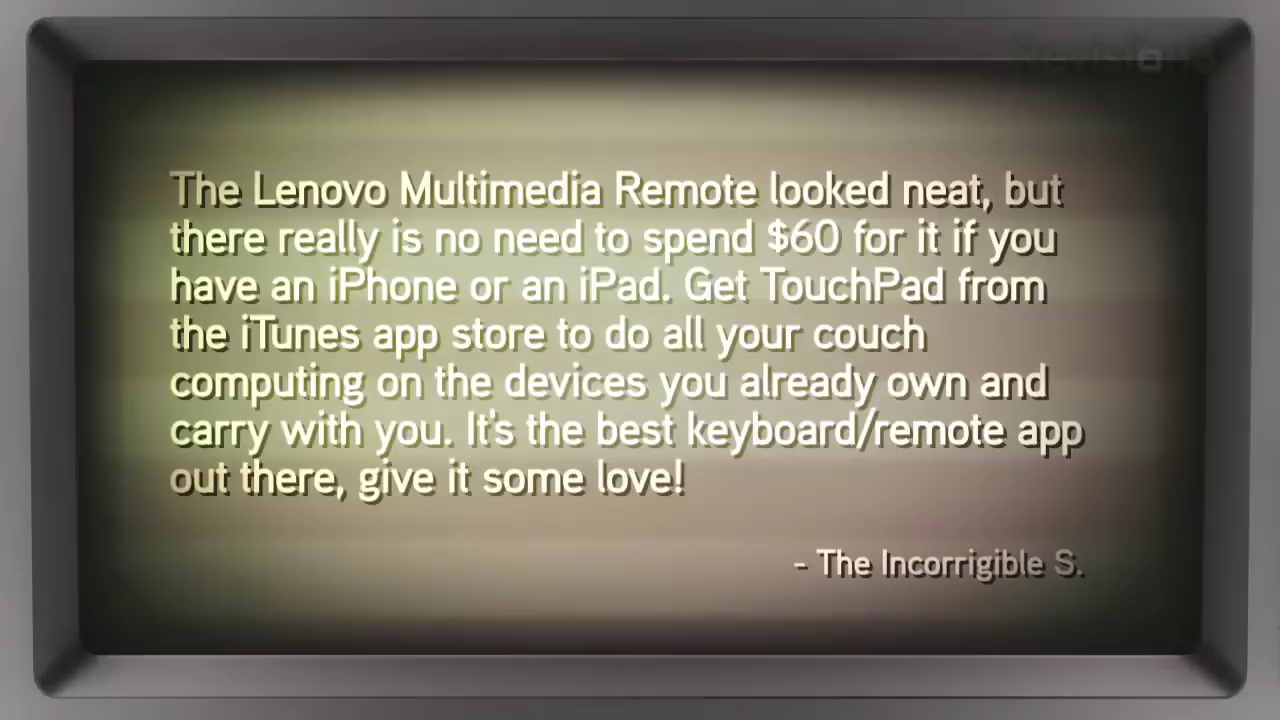 Revision3
The Lenovo Multimedia Remote looked neat, but
there really is no need to spend $60 for it if you
have an iPhone or an iPad. Get TouchPad from
the iTunes app store to do all your couch
computing on the devices you already own and
carry with you. It's the best keyboard/remote app
out there, give it some love!
- The Incorrigible S.